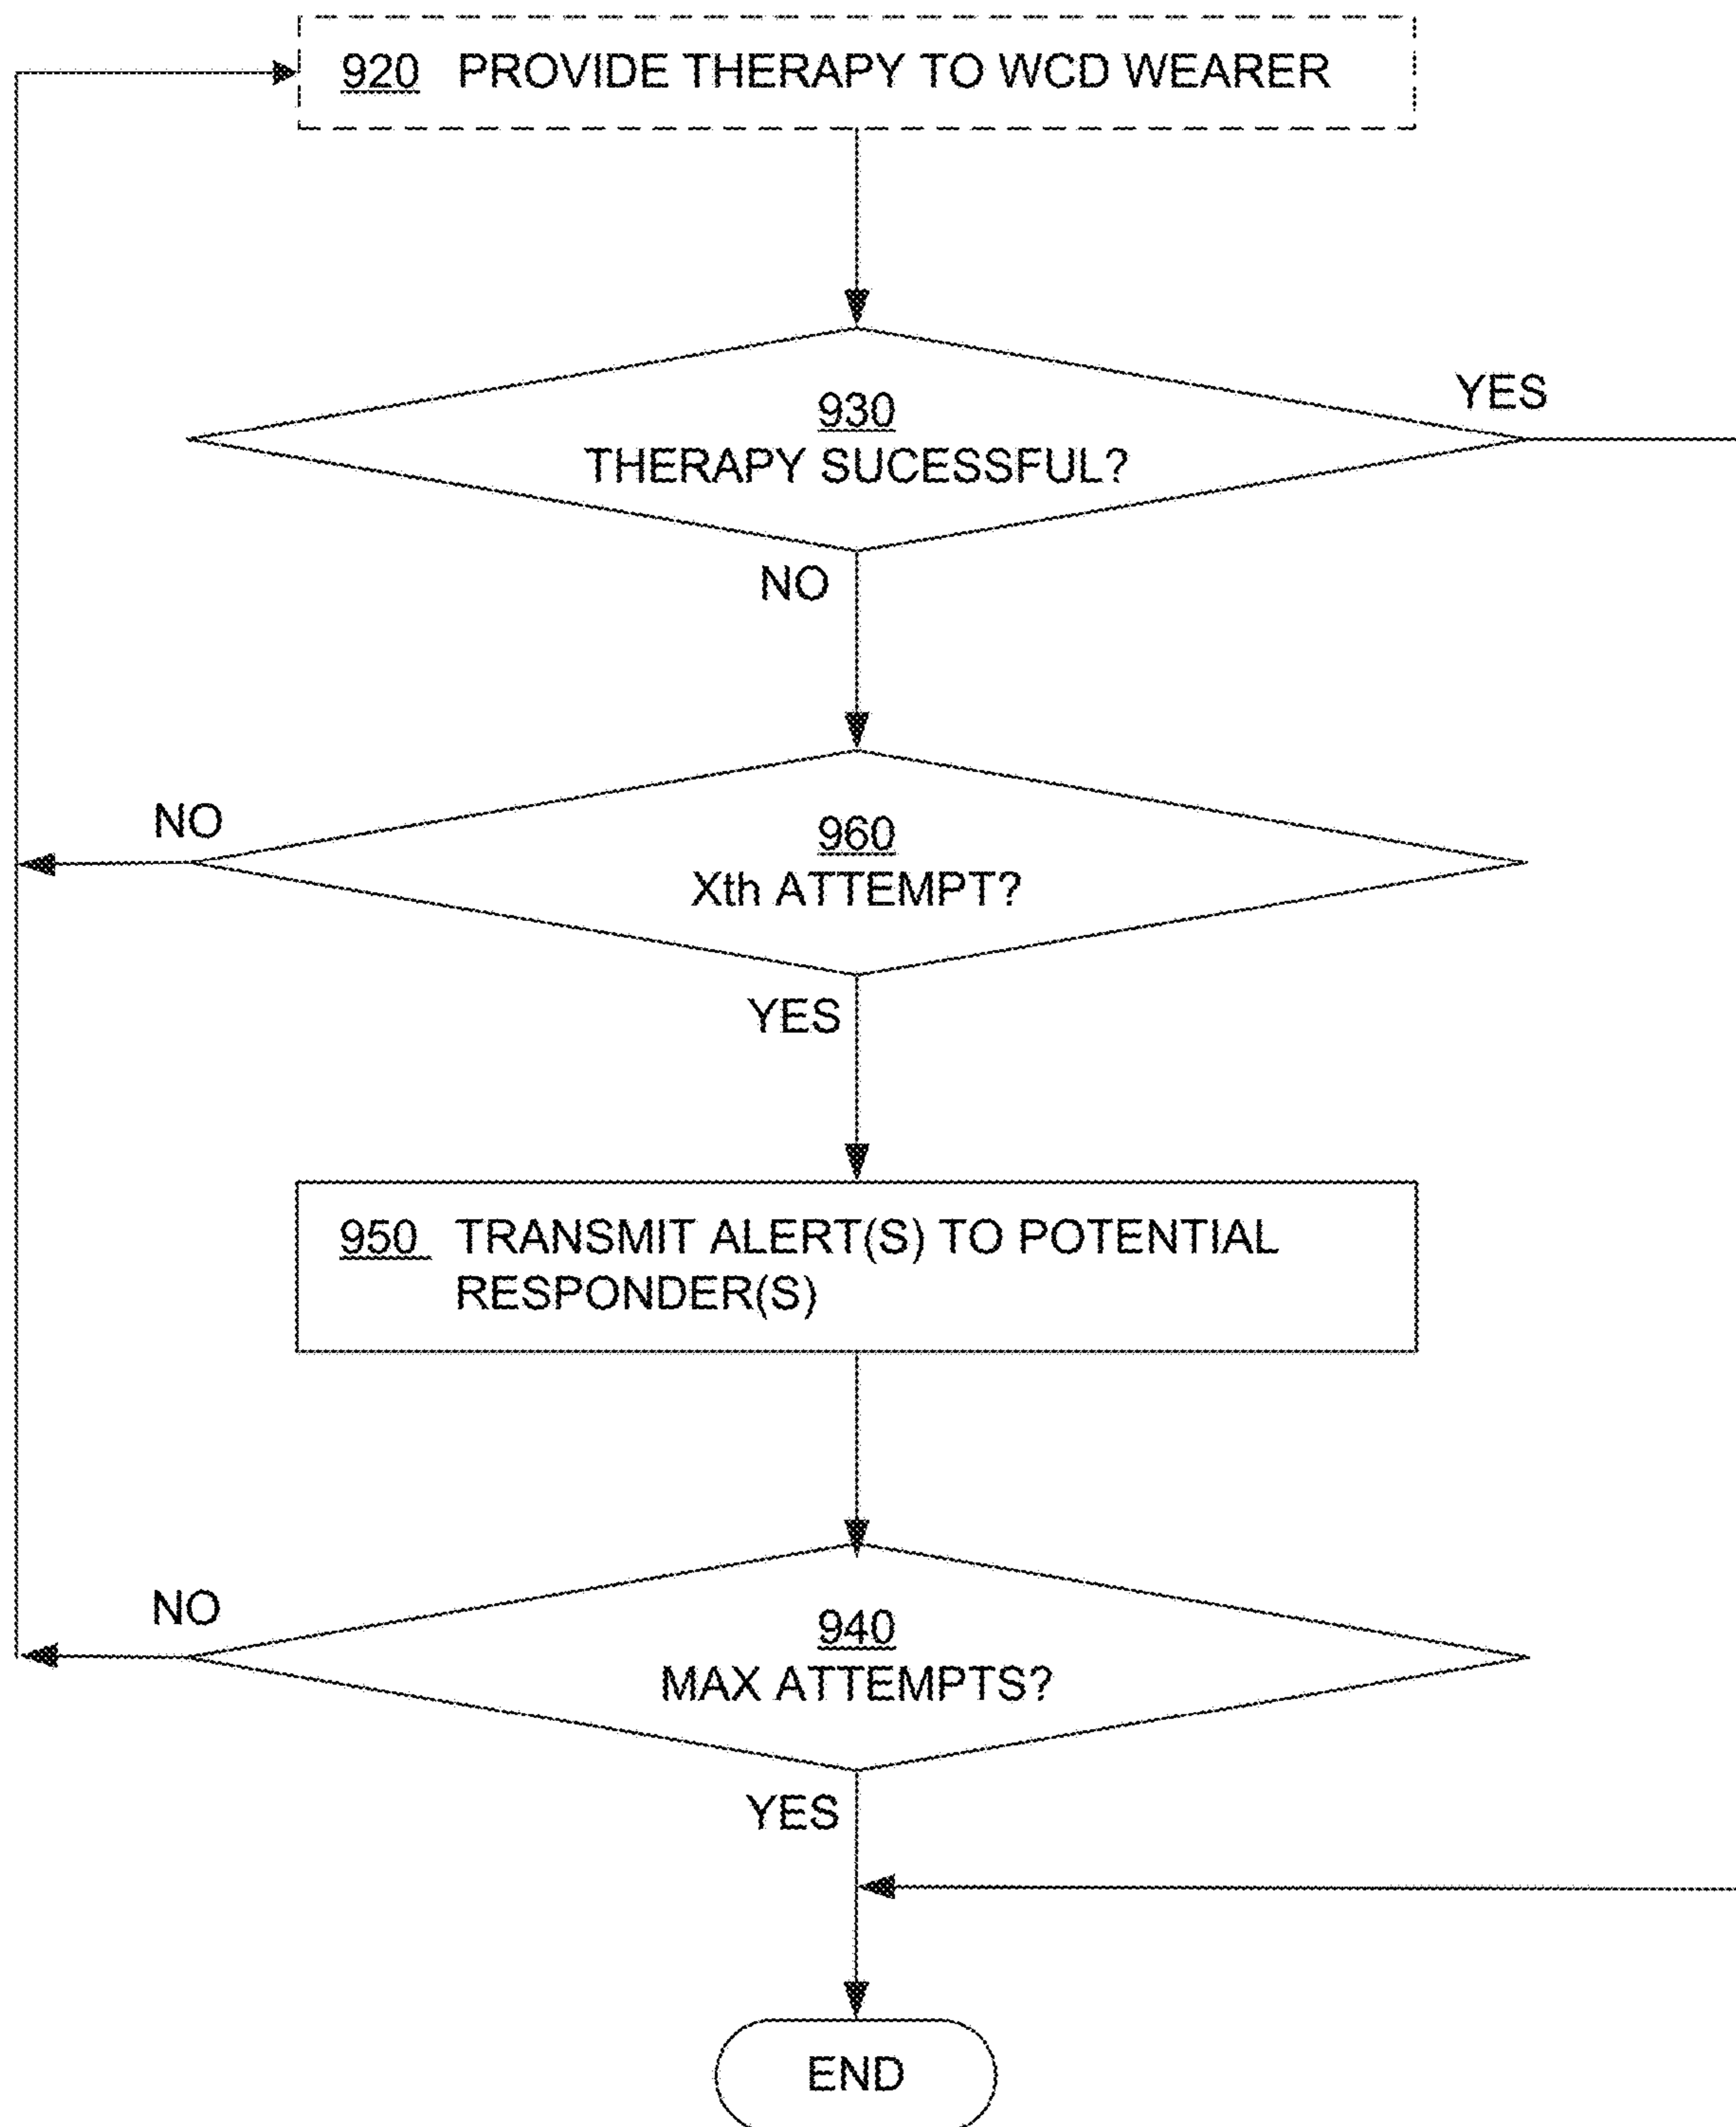 920 PROVIDE THERAPY TO WCD WEARER
930
YES
THERAPY SUCESSFUL?
NO
NO
960
Xth ATTEMPT?
YES
950 TRANSMIT ALERT(S) TO POTENTIAL
RESPONDER(S)
NO
940
MAX ATTEMPTS?
YES
END